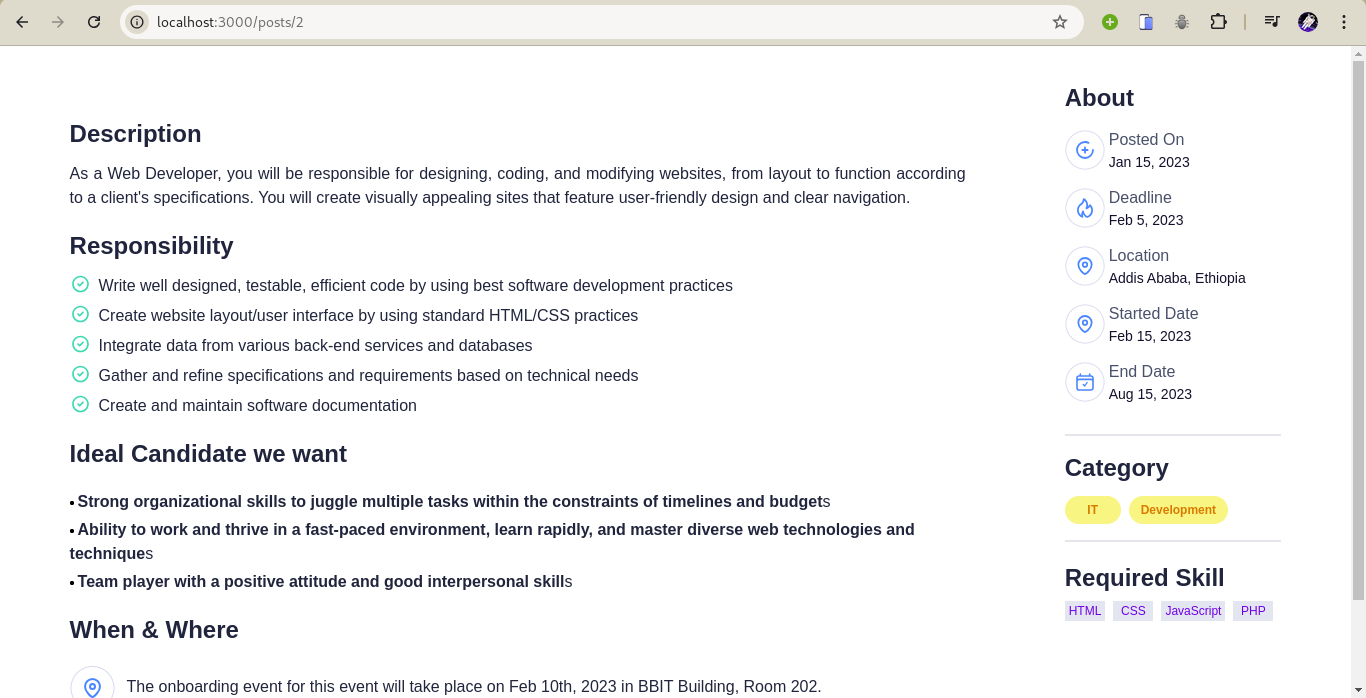 localhost:3000/posts/2
Description
As a Web Developer, you will be responsible for designing, coding, and modifying websites, from layout to function according
to a client's specifications. You will create visually appealing sites that feature user-friendly design and clear navigation.
Responsibility
Write well designed, testable, efficient code by using best software development practices
Create website layout/user interface by using standard HTML/CSS practices
Integrate data from various back-end services and databases
Gather and refine specifications and requirements based on technical needs
Create and maintain software documentation
Ideal Candidate we want
• Strong organizational skills to juggle multiple tasks within the constraints of timelines and budgets
• Ability to work and thrive in a fast-paced environment, learn rapidly, and master diverse web technologies and
techniques
• Team player with a positive attitude and good interpersonal skills
When & Where
The onboarding event for this event will take place on Feb 10th, 2023 in BBIT Building, Room 202.
About
Posted On
Jan 15, 2023
Deadline
Feb 5, 2023
Location
Addis Ababa, Ethiopia
Started Date
Feb 15, 2023
End Date
Aug 15, 2023
Category
IT Development
Required Skill
HTML CSS JavaScript PHP